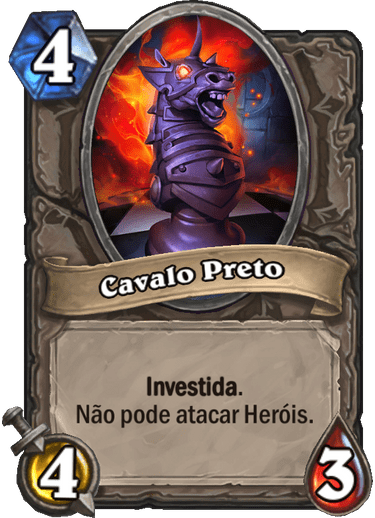 4
Cavalo Preto
Investida.
Não pode atacar Heróis.
4
3